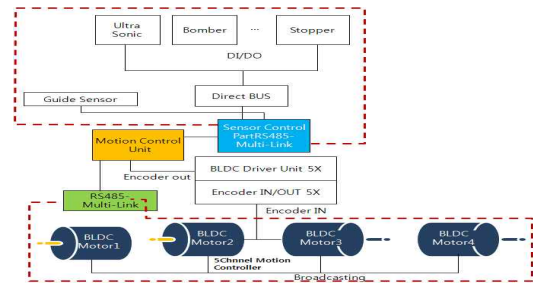 Ultra
Sonic
Bomber
...
Stopper
DI/DO
Direct BUS
Guide Sensor
Sensor Control
PartRS485-
Multi-Link
Motion Control
Unit
BLDC Driver Unit 5X
Encoder out
Encoder IN/OUT 5X
RS485-
Multi-Link
Encoder IN
BLDC
Motor1
BLDC
Motor2
BLDC
Motor3
BLDC
Motor4
5Chnnel Motion
Controller
Broadcasting